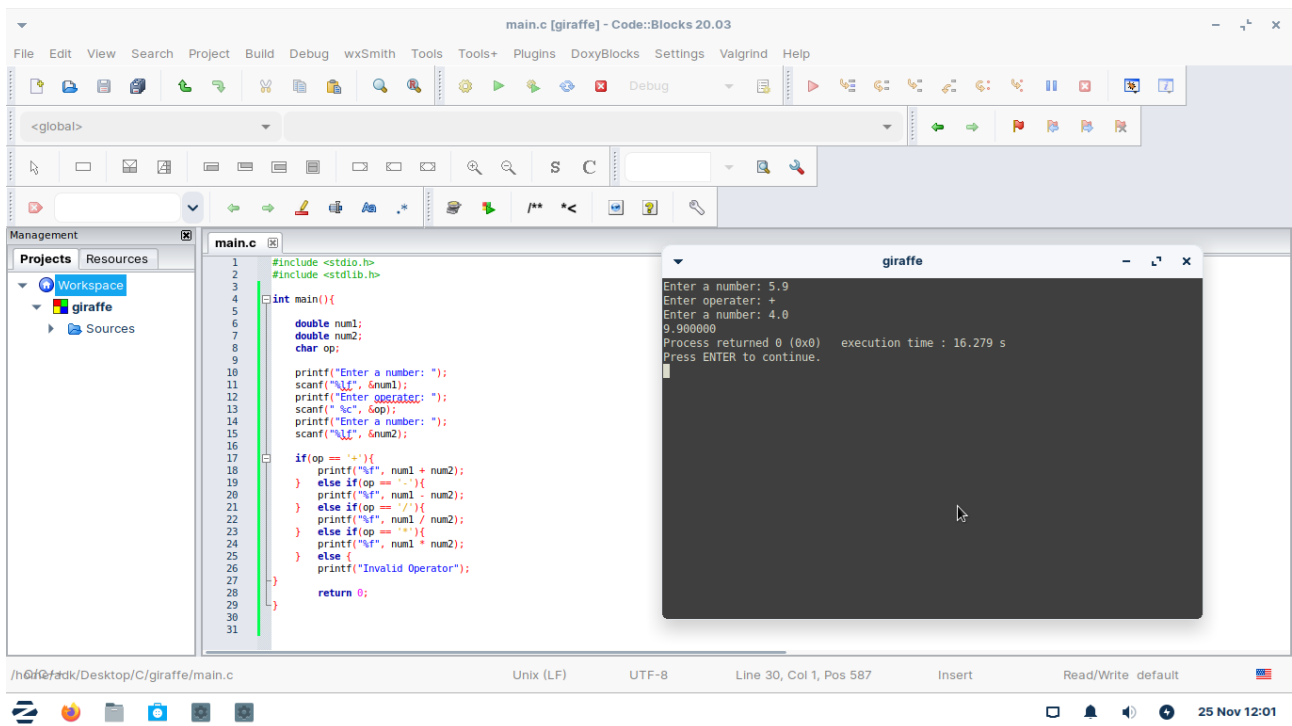 main.c [giraffe] - Code::Blocks 20.03
File Edit View Search Project Build Debug wxSmith Tools Tools+ Plugins DoxyBlocks Settings Valgrind Help
Debug
<global>
S C
/** *<
Management
Projects Resources
Workspace
giraffe
Sources
main.c
1 #include <stdio.h>
2 #include <stdlib.h>
3
4 int main(){
5
6 double num1;
7 double num2;
8 char op;
9
10 printf("Enter a number: ");
11 scanf("%lf", &num1);
12 printf("Enter operater: ");
13 scanf(" %c", &op);
14 printf("Enter a number: ");
15 scanf("%lf", &num2);
16
17 if(op == '+'){
18 printf("%f", num1 + num2);
19 } else if(op == '-'){
20 printf("%f", num1 - num2);
21 } else if(op == '/'){
22 printf("%f", num1 / num2);
23 } else if(op == '*'){
24 printf("%f", num1 * num2);
25 } else {
26 printf("Invalid Operator");
27 }
28 return 0;
29 }
30
31
giraffe
Enter a number: 5.9
Enter operater: +
Enter a number: 4.0
9.900000
Process returned 0 (0x0) execution time : 16.279 s
Press ENTER to continue.
/Desktop/C/giraffe/main.c Unix (LF) UTF-8 Line 30, Col 1, Pos 587 Insert Read/Write default
25 Nov 12:01